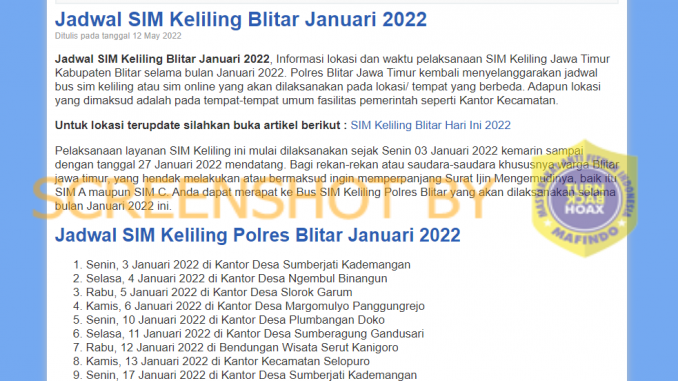 Jadwal SIM Keliling Blitar Januari 2022
Ditulis pada tanggal 12 May 2022
Jadwal SIM Keliling Blitar Januari 2022, Informasi lokasi dan waktu pelaksanaan SIM Keliling Jawa Timur
Kabupaten Blitar selama bulan Januari 2022. Polres Blitar Jawa Timur kembali menyelanggarakan jadwal
bus sim keliling atau sim online yang akan dilaksanakan pada lokasi/ tempat yang berbeda. Adapun lokasi
yang dimaksud adalah pada tempat-tempat umum fasilitas pemerintah seperti Kantor Kecamatan.
Untuk lokasi terupdate silahkan buka artikel berikut : SIM Keliling Blitar Hari Ini 2022
Pelaksanaan layanan SIM Keliling ini mulai dilaksanakan sejak Senin 03 Januari 2022 kemarin sampai
dengan tanggal 27 Januari 2022 mendatang. Bagi rekan-rekan atau saudara-saudara khususnya warga Blitar
jawa timur yang hendak melakukan atau bermaksud ingin memperpanjang Surat Ijin Mengemudinya, baik itu
SIM A maupun SIM C. Anda dapat merapat ke Bus SIM Keliling Polres Blitar yang akan dilaksanakan selama
bulan Januari 2022 ini.
SCREENSHOT BY
MASYARAKAT ANTI FITNAH INDONESIA
TURN
BACK
HOAX
MAFINDO
Jadwal SIM Keliling Polres Blitar Januari 2022
1. Senin, 3 Januari 2022 di Kantor Desa Sumberjati Kademangan
2. Selasa, 4 Januari 2022 di Kantor Desa Ngembul Binangun
3. Rabu, 5 Januari 2022 di Kantor Desa Slorok Garum
4. Kamis, 6 Januari 2022 di Kantor Desa Margomulyo Panggungrejo
5. Senin, 10 Januari 2022 di Kantor Desa Plumbangan Doko
6. Selasa, 11 Januari 2022 di Kantor Desa Sumberagung Gandusari
7. Rabu, 12 Januari 2022 di Bendungan Wisata Serut Kanigoro
8. Kamis, 13 Januari 2022 di Kantor Kecamatan Selopuro
9. Senin, 17 Januari 2022 di Kantor Desa Sumberjati Kademangan